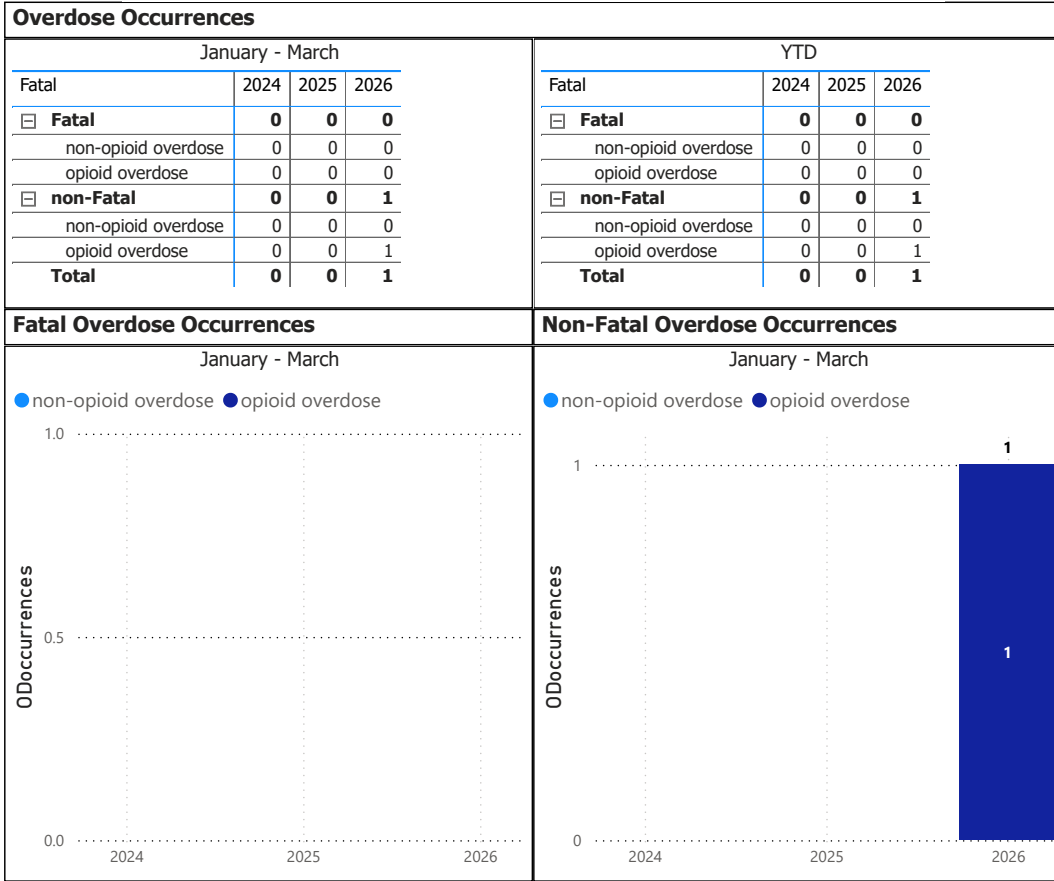 Overdose Occurrences
January - March
Fatal 2024 2025 2026
Fatal 0 0 0
non-opioid overdose 0 0 0
opioid overdose 0 0 0
non-Fatal 0 0 1
non-opioid overdose 0 0 0
opioid overdose 0 0 1
Total 0 0 1
YTD
Fatal 2024 2025 2026
Fatal 0 0 0
non-opioid overdose 0 0 0
opioid overdose 0 0 0
non-Fatal 0 0 1
non-opioid overdose 0 0 0
opioid overdose 0 0 1
Total 0 0 1
Fatal Overdose Occurrences
January - March
non-opioid overdose opioid overdose
1.0
0.5
0.0
ODoccurrences
2024 2025 2026
Non-Fatal Overdose Occurrences
January - March
non-opioid overdose opioid overdose
1
1
1
0
ODoccurrences
2024 2025 2026